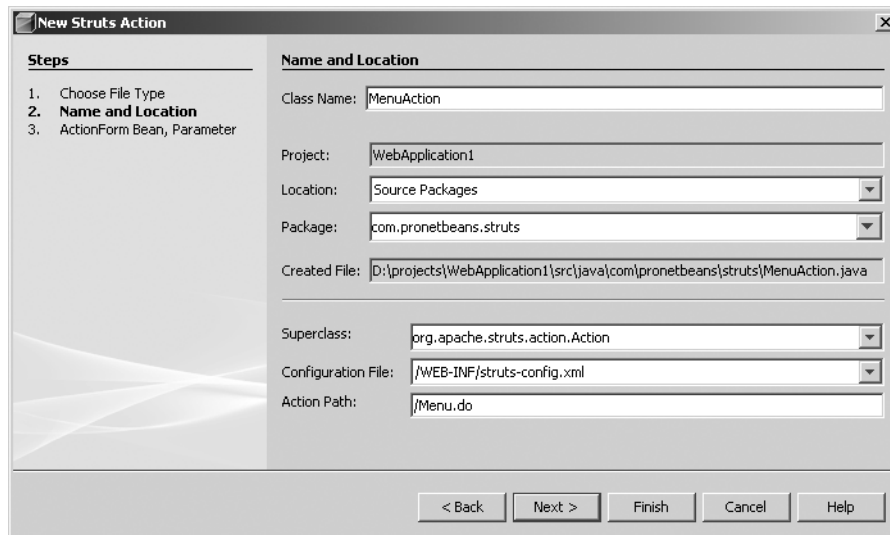 New Struts Action
Steps
1. Choose File Type
2. Name and Location
3. ActionForm Bean, Parameter
Name and Location
Class Name: MenuAction
Project: WebApplication1
Location: Source Packages
Package: com.pronetbeans.struts
Created File: D:\projects\WebApplication1\src\java\com\pronetbeans\struts\MenuAction.java
Superclass: org.apache.struts.action.Action
Configuration File: /WEB-INF/struts-config.xml
Action Path: /Menu.do
< Back Next > Finish Cancel Help